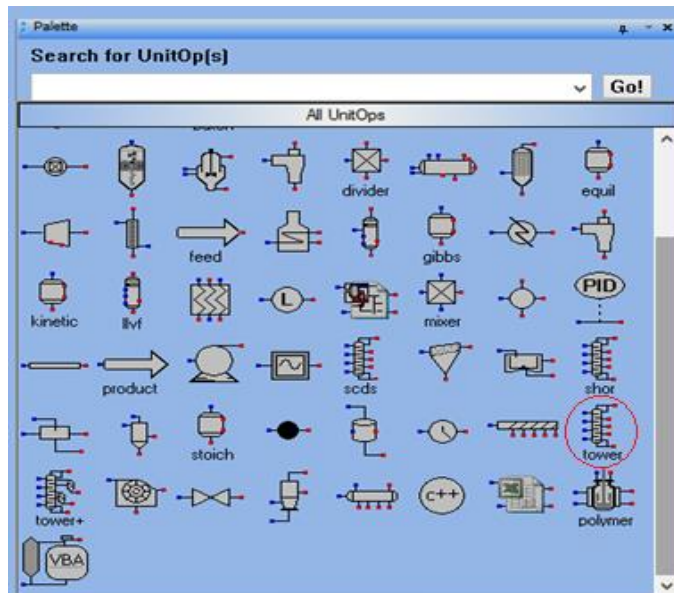 Palette
Search for UnitOp(s)
Go!
All UnitOps
divider
equil
feed
gibbs
kinetic
llvf
L
mixer
PID
product
scds
shor
stoich
tower
tower+
c++
polymer
VBA